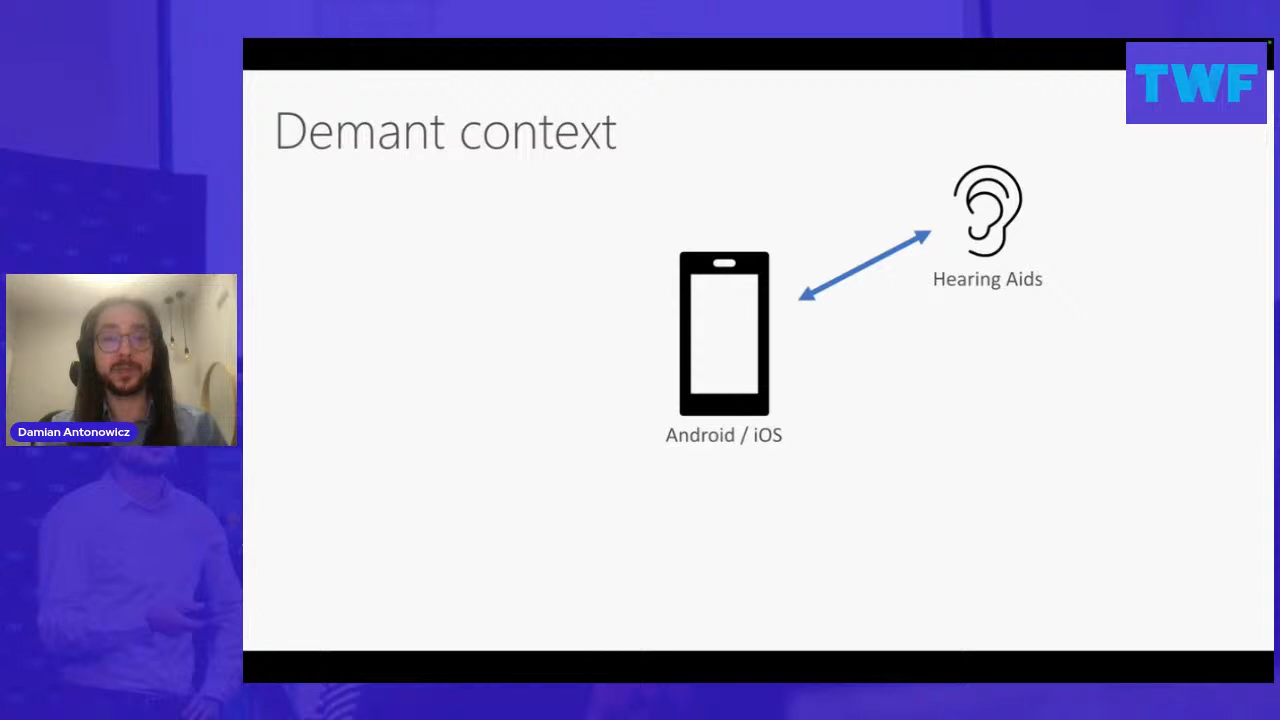 TWF
Demant context
Hearing Aids
Android / iOS
Damian Antonowicz